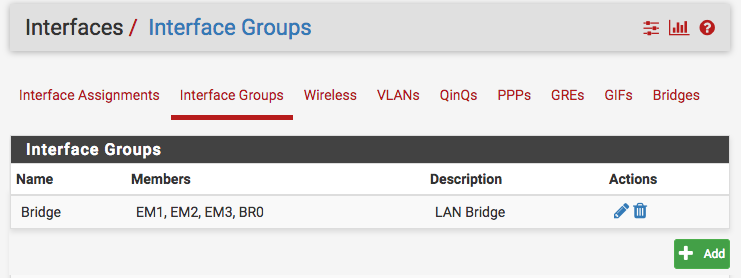 Interfaces / Interface Groups
Interface Assignments Interface Groups Wireless VLANs QinQs PPPs GREs GIFs Bridges
Interface Groups
Name Members Description Actions
Bridge EM1, EM2, EM3, BR0 LAN Bridge
Add